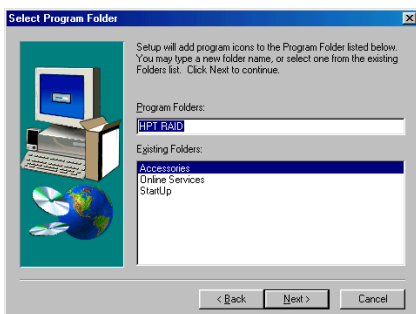 Select Program Folder
Setup will add program icons to the Program Folder listed below.
You may type a new folder name, or select one from the existing
Folders list. Click Next to continue.
Program Folders:
HPT RAID
Existing Folders:
Accessories
Online Services
StartUp
< Back
Next >
Cancel